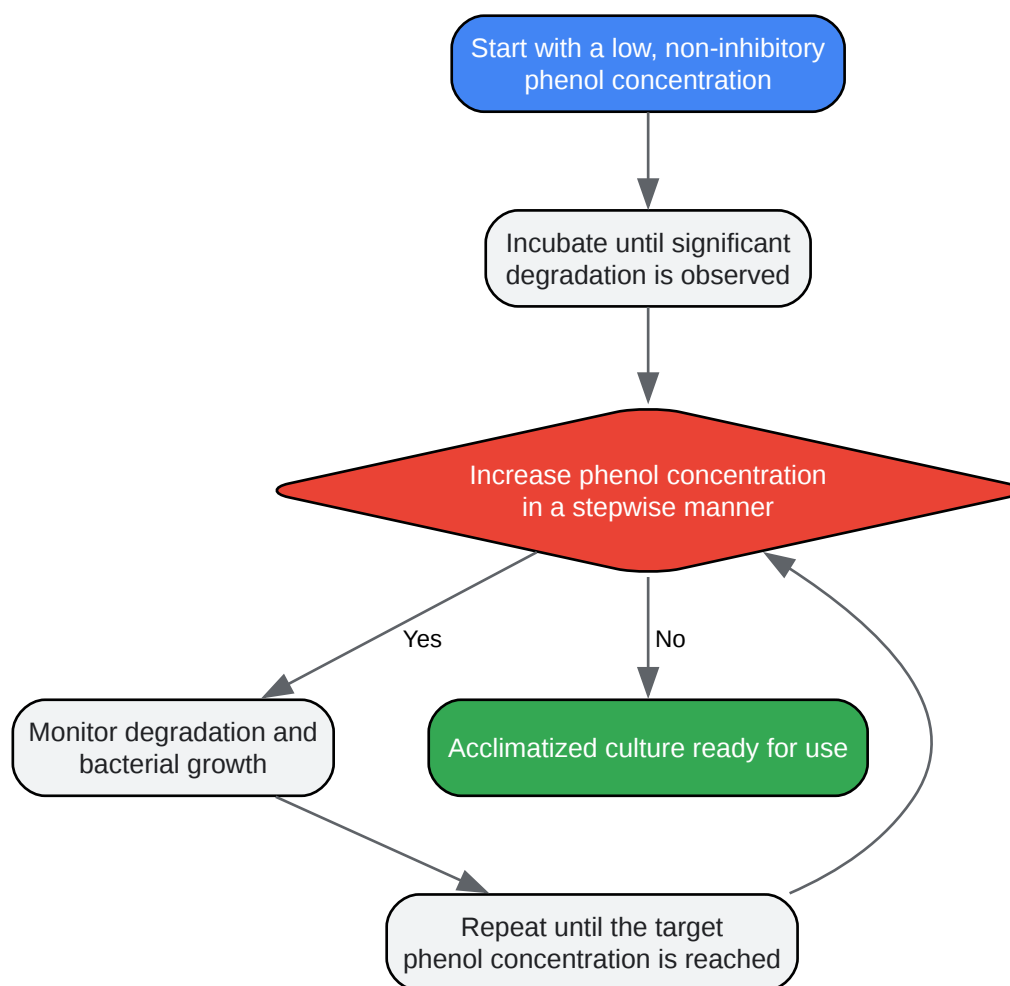 Start with a low, non-inhibitory
phenol concentration
Incubate until significant
degradation is observed
Increase phenol concentration
in a stepwise manner
Yes
No
Monitor degradation and
bacterial growth
Acclimatized culture ready for use
Repeat until the target
phenol concentration is reached